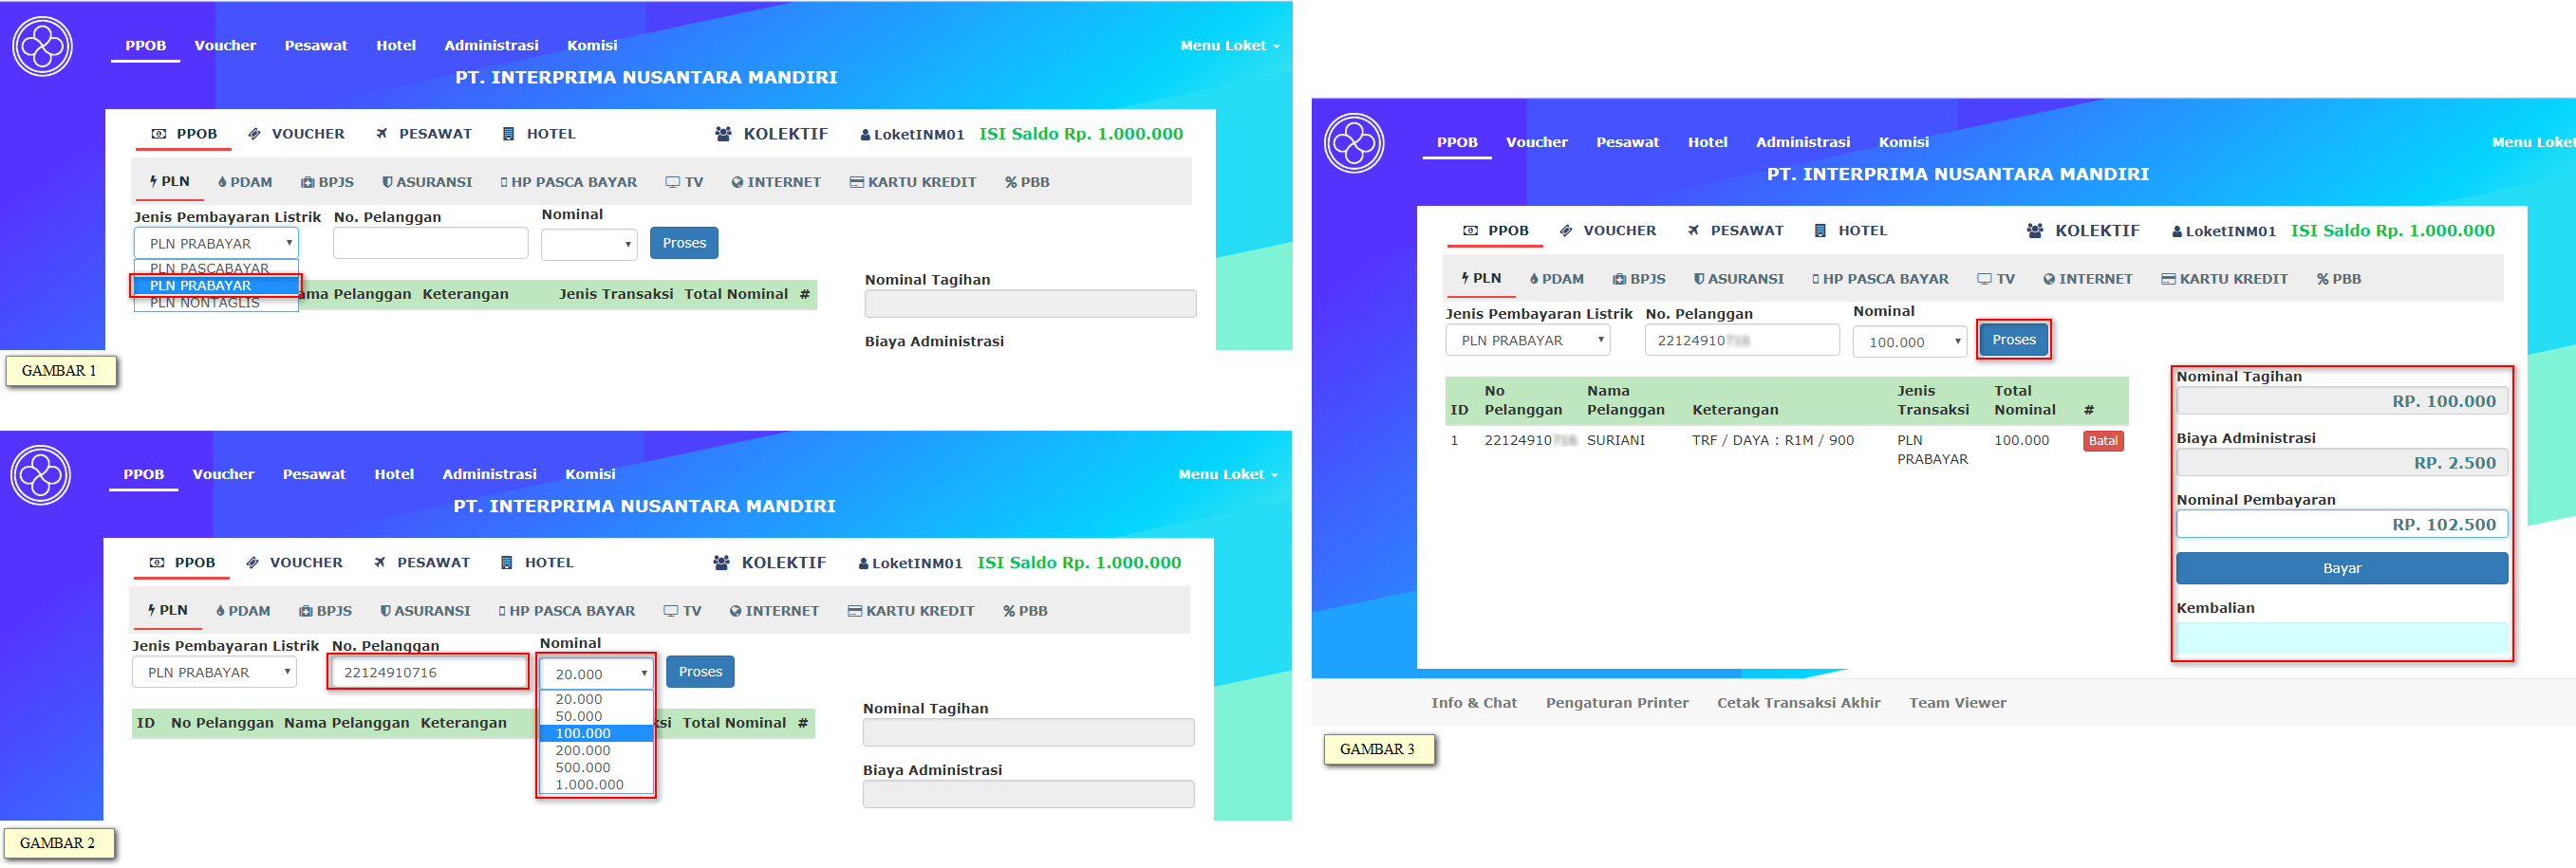 PPOB Voucher Pesawat Hotel Administrasi Komisi Menu Loket
PT. INTERPRIMA NUSANTARA MANDIRI
PPOB VOUCHER PESAWAT HOTEL KOLEKTIF LoketINM01 ISI Saldo Rp. 1.000.000
PLN PDAM BPJS ASURANSI HP PASCA BAYAR TV INTERNET KARTU KREDIT % PBB
Jenis Pembayaran Listrik No. Pelanggan Nominal
PLN PRABAYAR Proses
PLN PASCABAYAR
PLN PRABAYAR
PLN NONTAGLIS
ama Pelanggan Keterangan Jenis Transaksi Total Nominal #
Nominal Tagihan
Biaya Administrasi
GAMBAR 1
PPOB Voucher Pesawat Hotel Administrasi Komisi Menu Loket
PT. INTERPRIMA NUSANTARA MANDIRI
PPOB VOUCHER PESAWAT HOTEL KOLEKTIF LoketINM01 ISI Saldo Rp. 1.000.000
PLN PDAM BPJS ASURANSI HP PASCA BAYAR TV INTERNET KARTU KREDIT % PBB
Jenis Pembayaran Listrik No. Pelanggan Nominal
PLN PRABAYAR 22124910716 20.000 Proses
20.000
50.000
100.000
200.000
500.000
1.000.000
ID No Pelanggan Nama Pelanggan Keterangan ksi Total Nominal #
Nominal Tagihan
Biaya Administrasi
GAMBAR 2
PPOB Voucher Pesawat Hotel Administrasi Komisi Menu Loket
PT. INTERPRIMA NUSANTARA MANDIRI
PPOB VOUCHER PESAWAT HOTEL KOLEKTIF LoketINM01 ISI Saldo Rp. 1.000.000
PLN PDAM BPJS ASURANSI HP PASCA BAYAR TV INTERNET KARTU KREDIT % PBB
Jenis Pembayaran Listrik No. Pelanggan Nominal
PLN PRABAYAR 22124910 100.000 Proses
No Nama Jenis Total
ID Pelanggan Pelanggan Keterangan Transaksi Nominal #
1 22124910 SURIANI TRF / DAYA : R1M / 900 PLN 100.000 Batal
PRABAYAR
Nominal Tagihan
RP. 100.000
Biaya Administrasi
RP. 2.500
Nominal Pembayaran
RP. 102.500
Bayar
Kembalian
Info & Chat Pengaturan Printer Cetak Transaksi Akhir Team Viewer
GAMBAR 3